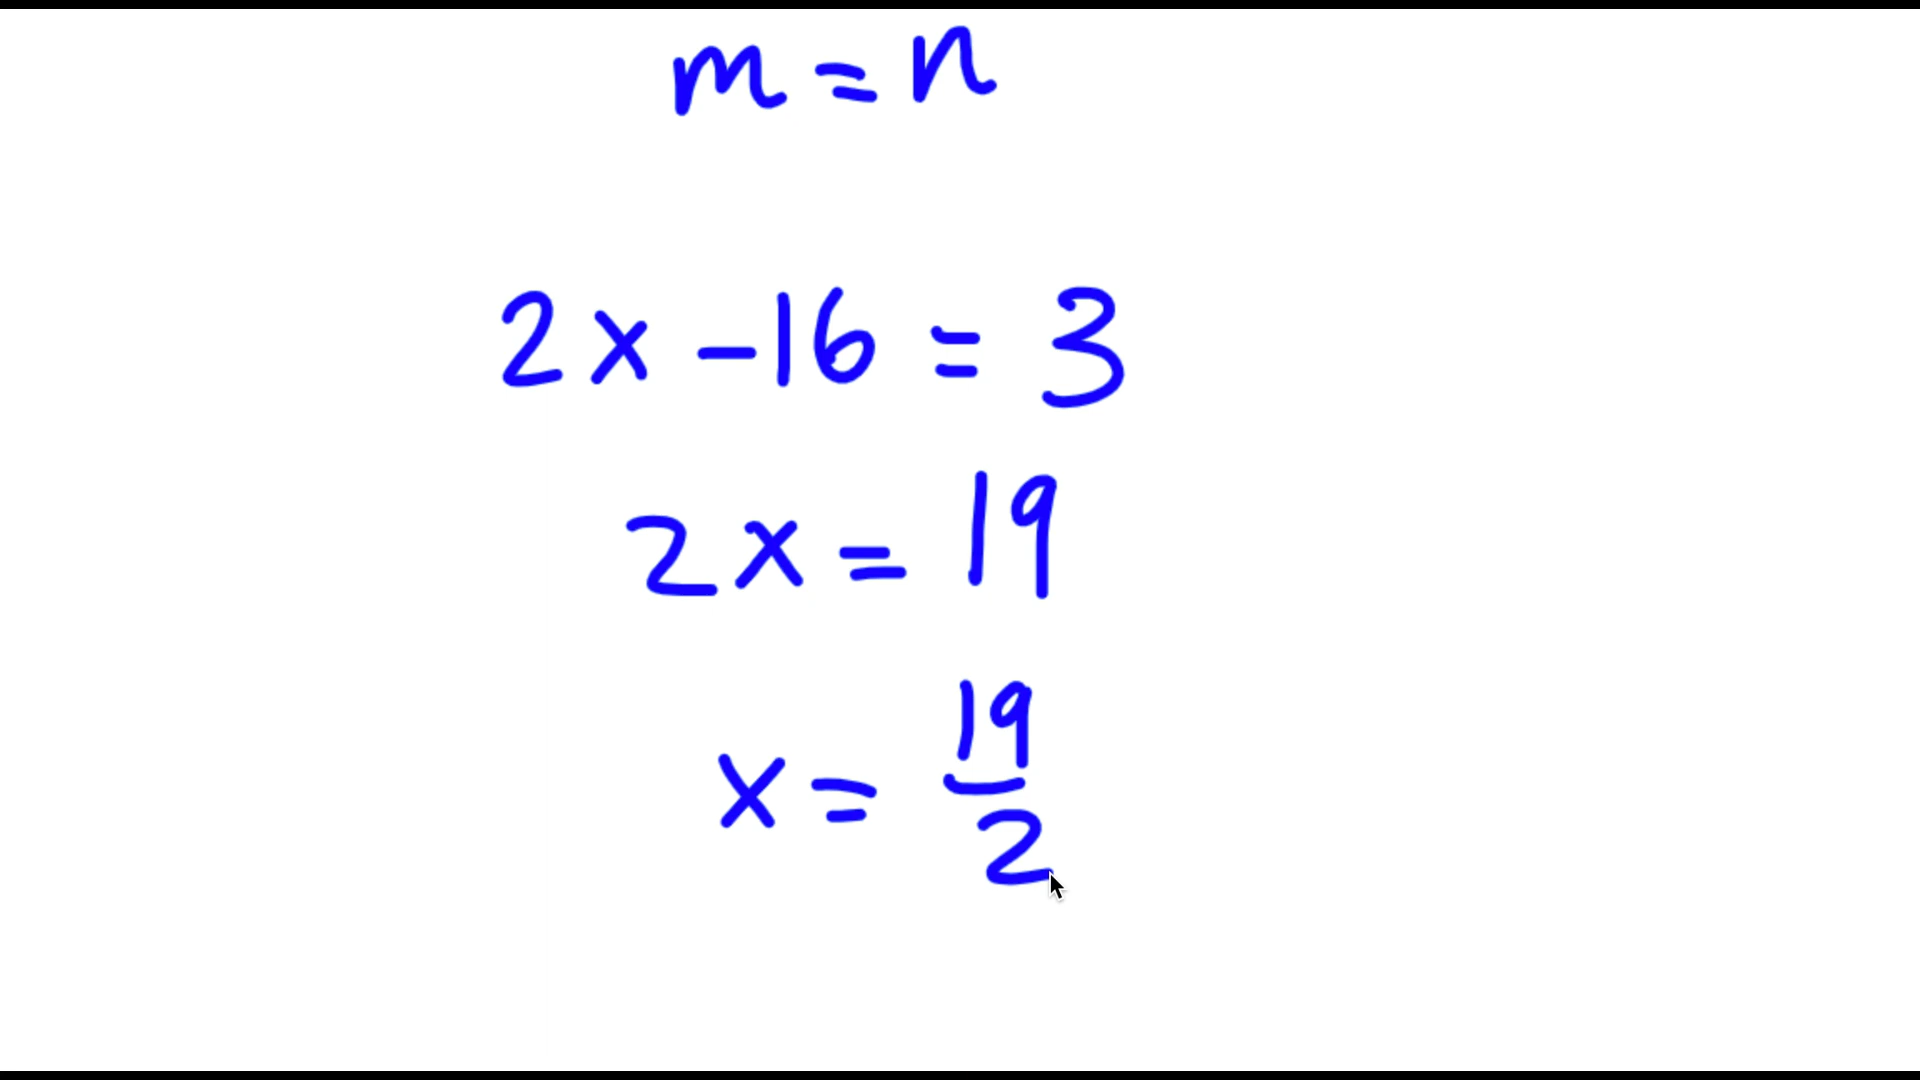 m = n
2x - 16 = 3
2x = 19
x = 19/2